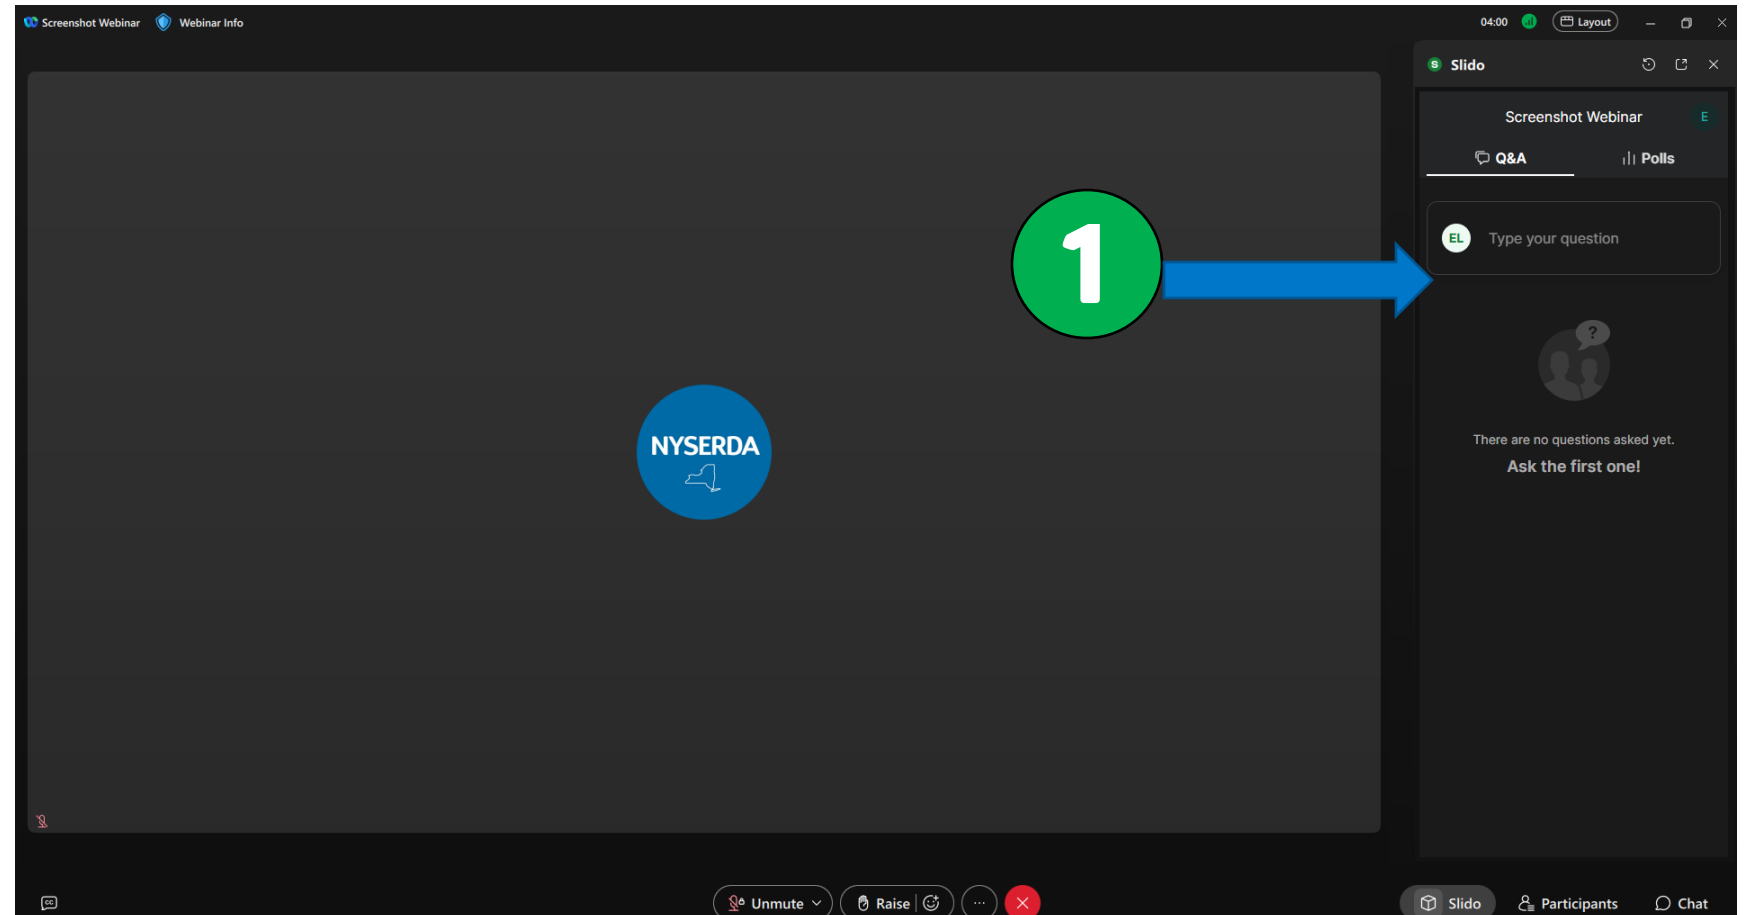 Screenshot Webinar Webinar Info 04:00 Layout
S Slido
Screenshot Webinar E
Q&A Polls
1
EL Type your question
?
There are no questions asked yet.
Ask the first one!
NYSERDA
CC Unmute Raise Slido Participants Chat